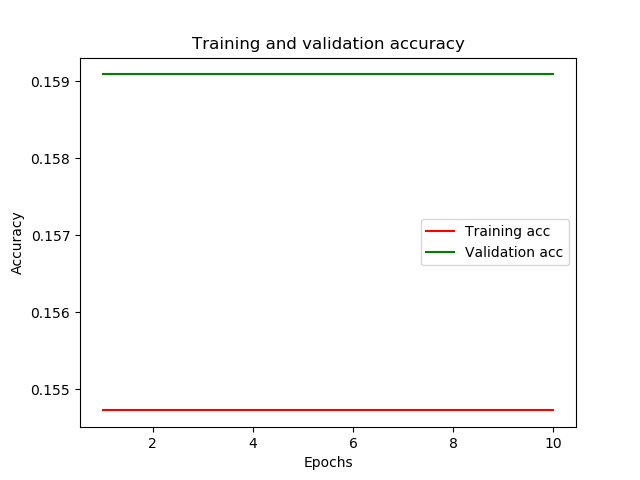 Training and validation accuracy
0.159
0.158
0.157
0.156
0.155
Accuracy
Training acc
Validation acc
2
4
6
8
10
Epochs